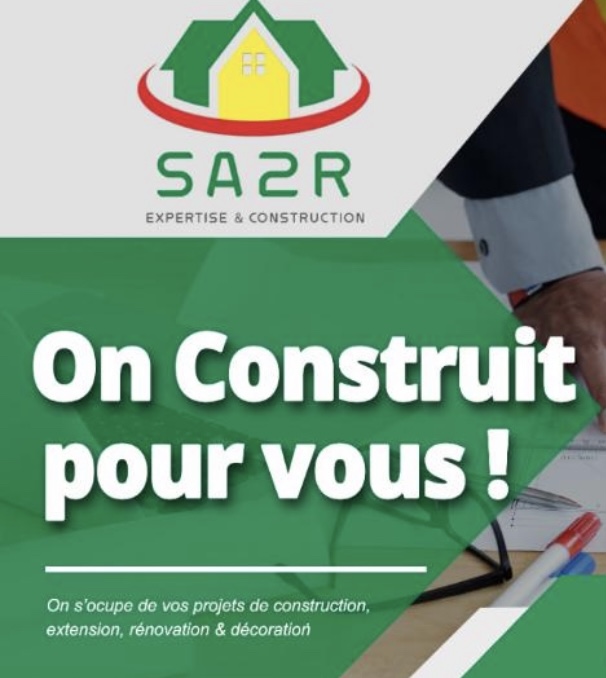 SA2R
EXPERTISE & CONSTRUCTION
On Construit
pour vous !
On s'ocupe de vos projets de construction,
extension, rénovation & décoration